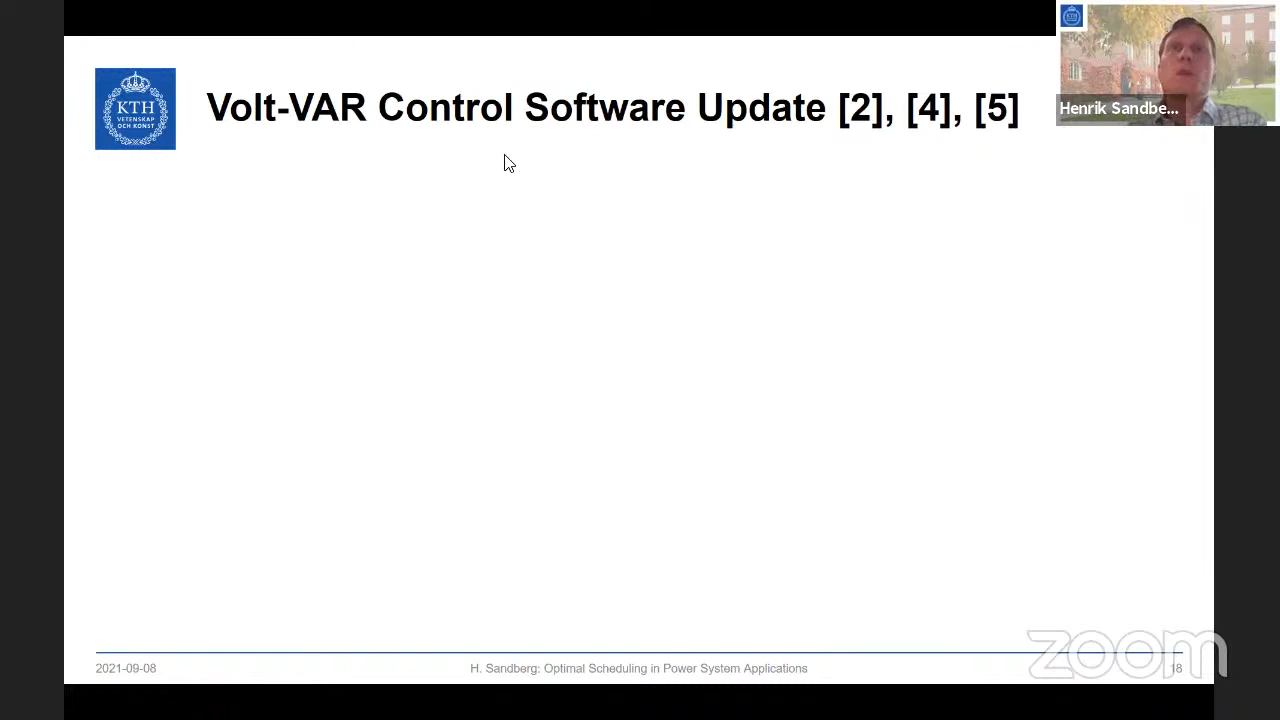 KTH
VETENSKAP
OCH KONST
Volt-VAR Control Software Update [2], [4], [5]
KTH
Henrik Sandbe...
2021-09-08
H. Sandberg: Optimal Scheduling in Power System Applications
18
zoom